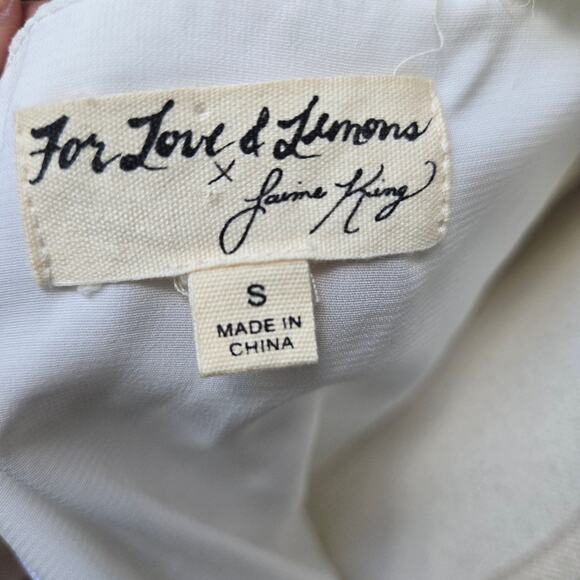 For Love & Lemons
x
Jaime King
S
MADE IN
CHINA